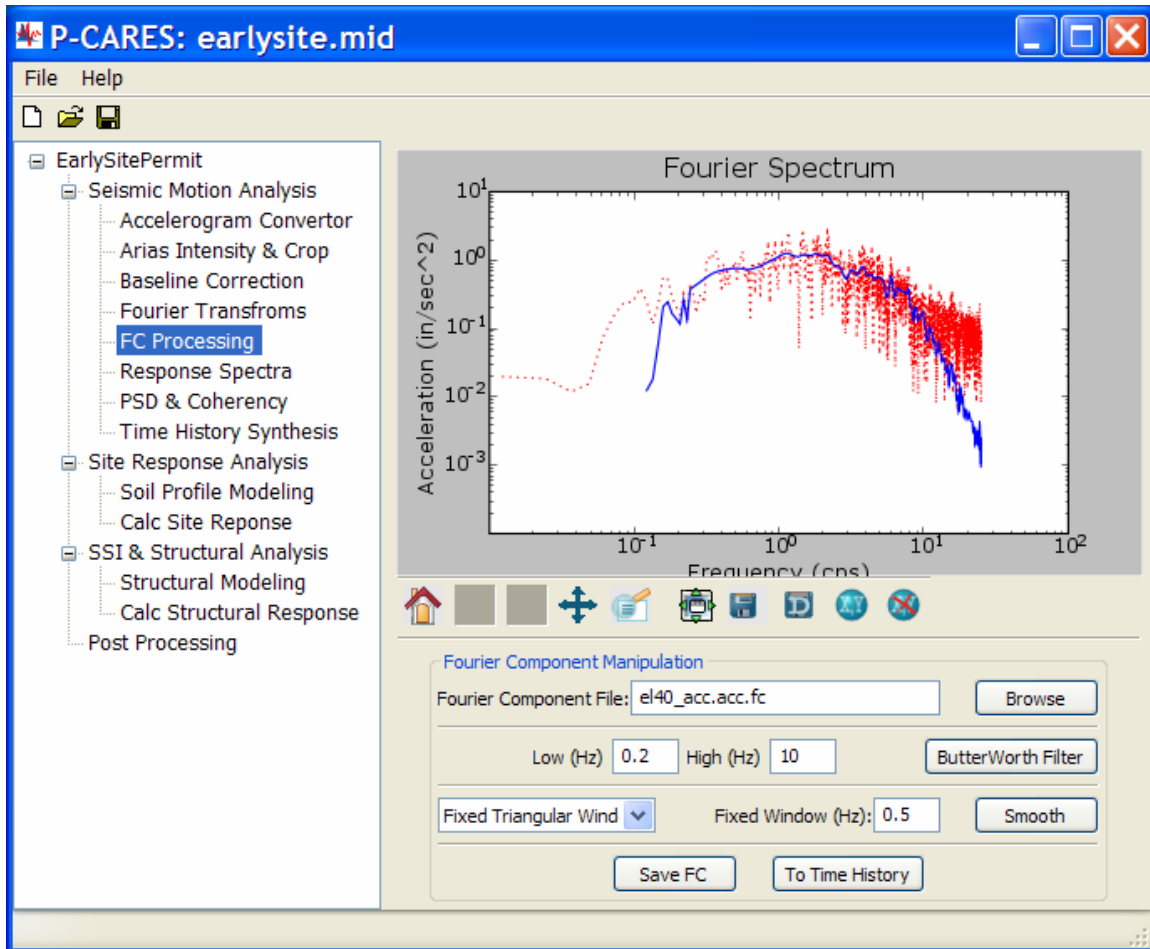 P-CARES: earlysite.mid
File Help
EarlySitePermit
Seismic Motion Analysis
Accelerogram Convertor
Arias Intensity & Crop
Baseline Correction
Fourier Transfroms
FC Processing
Response Spectra
PSD & Coherency
Time History Synthesis
Site Response Analysis
Soil Profile Modeling
Calc Site Reponse
SSI & Structural Analysis
Structural Modeling
Calc Structural Response
Post Processing
Fourier Spectrum
Acceleration (in/sec^2)
10^1
10^0
10^-1
10^-2
10^-3
10^-1 10^0 10^1 10^2
Frequency (cps)
D X,Y X,Y
Fourier Component Manipulation
Fourier Component File: el40_acc.acc.fc Browse
Low (Hz) 0.2 High (Hz) 10 ButterWorth Filter
Fixed Triangular Wind Fixed Window (Hz): 0.5 Smooth
Save FC To Time History